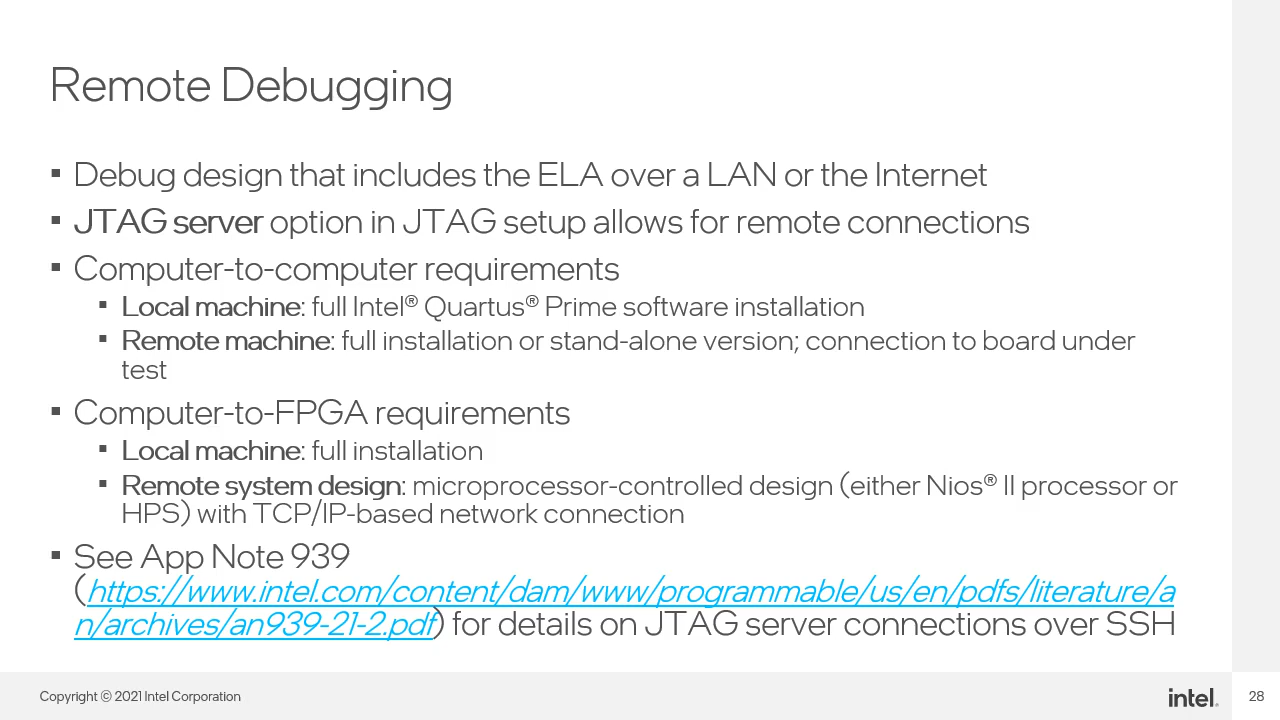 Remote Debugging
▪ Debug design that includes the ELA over a LAN or the Internet
▪ JTAG server option in JTAG setup allows for remote connections
▪ Computer-to-computer requirements
▪ Local machine: full Intel® Quartus® Prime software installation
▪ Remote machine: full installation or stand-alone version; connection to board under
test
▪ Computer-to-FPGA requirements
▪ Local machine: full installation
▪ Remote system design: microprocessor-controlled design (either Nios® II processor or
HPS) with TCP/IP-based network connection
▪ See App Note 939
(https://www.intel.com/content/dam/www/programmable/us/en/pdfs/literature/a
n/archives/an939-21-2.pdf) for details on JTAG server connections over SSH
Copyright © 2021 Intel Corporation
intel.
28